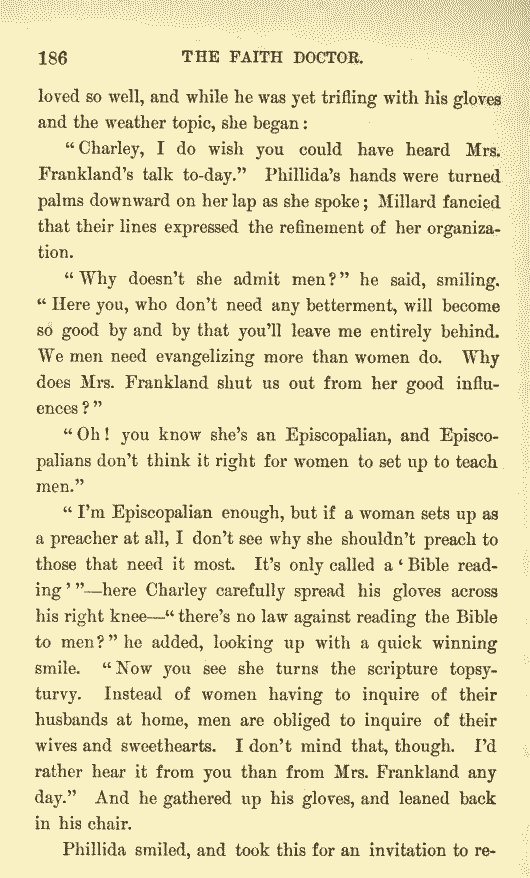 186 THE FAITH DOCTOR.
loved so well, and while he was yet trifling with his gloves
and the weather topic, she began:
"Charley, I do wish you could have heard Mrs.
Frankland's talk to-day." Phillida's hands were turned
palms downward on her lap as she spoke; Millard fancied
that their lines expressed the refinement of her organiza-
tion.
"Why doesn't she admit men?" he said, smiling.
"Here you, who don't need any betterment, will become
so good by and by that you'll leave me entirely behind.
We men need evangelizing more than women do. Why
does Mrs. Frankland shut us out from her good influ-
ences?"
"Oh! you know she's an Episcopalian, and Episco-
palians don't think it right for women to set up to teach
men."
"I'm Episcopalian enough, but if a woman sets up as
a preacher at all, I don't see why she shouldn't preach to
those that need it most. It's only called a 'Bible read-
ing'"—here Charley carefully spread his gloves across
his right knee—"there's no law against reading the Bible
to men?" he added, looking up with a quick winning
smile. "Now you see she turns the scripture topsy-
turvy. Instead of women having to inquire of their
husbands at home, men are obliged to inquire of their
wives and sweethearts. I don't mind that, though. I'd
rather hear it from you than from Mrs. Frankland any
day." And he gathered up his gloves, and leaned back
in his chair.
Phillida smiled, and took this for an invitation to re-